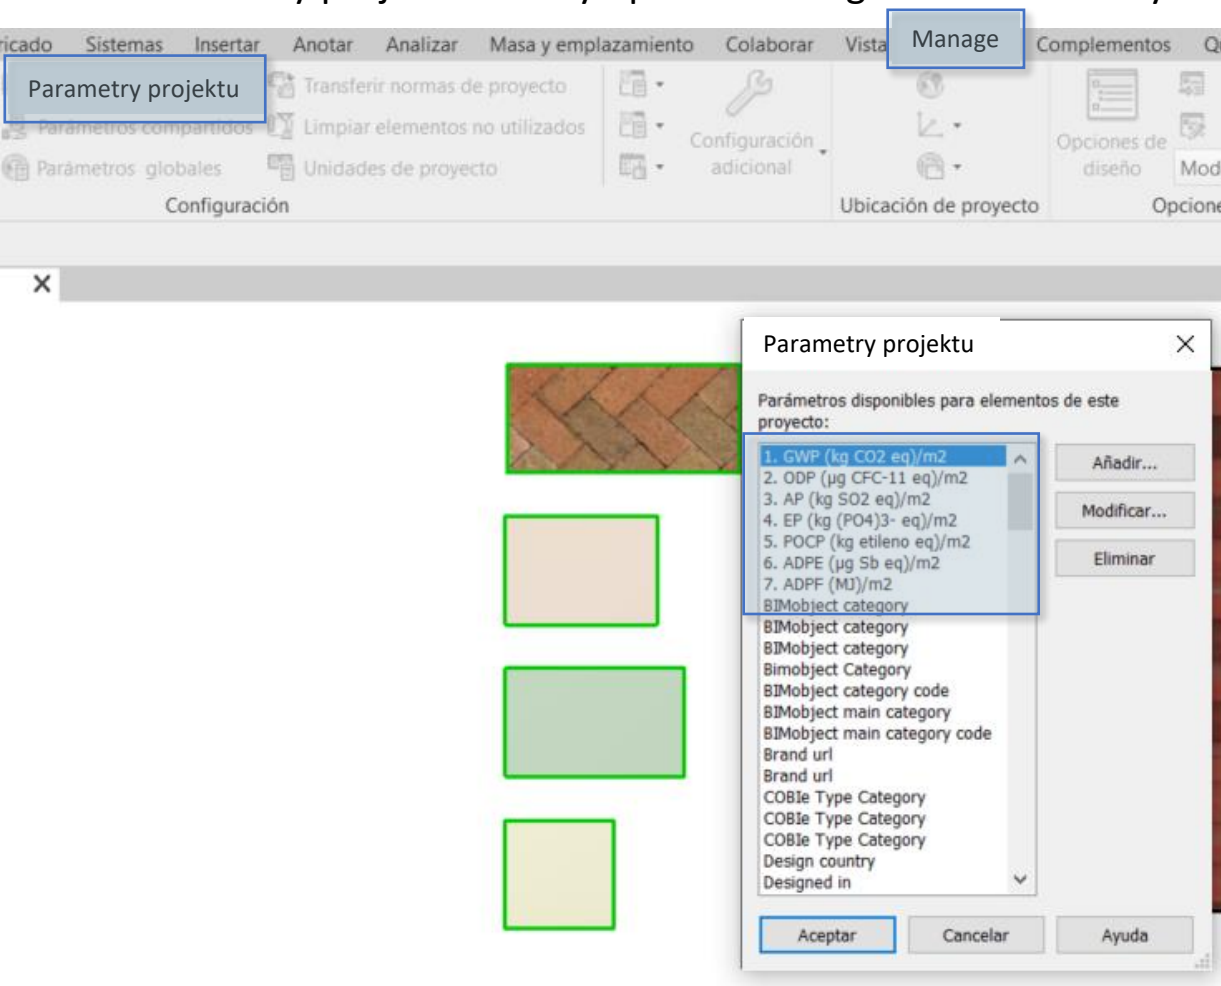 ricado Sistemas Insertar Anotar Analizar Masa y emplazamiento Colaborar Vista Manage Complementos
Parametry projektu Transferir normas de proyecto
Parámetros compartidos Limpiar elementos no utilizados
Parámetros globales Unidades de proyecto
Configuración adicional
Opciones de diseño
Mod
Configuración
Ubicación de proyecto
Opcione
Parametry projektu
Parámetros disponibles para elementos de este
proyecto:
1. GWP (kg CO2 eq)/m2
2. ODP (µg CFC-11 eq)/m2
3. AP (kg SO2 eq)/m2
4. EP (kg (PO4)3- eq)/m2
5. POCP (kg etileno eq)/m2
6. ADPE (µg Sb eq)/m2
7. ADPF (MJ)/m2
BIMobject category
BIMobject category
BIMobject category
Bimobject Category
BIMobject category code
BIMobject main category
BIMobject main category code
Brand url
Brand url
COBIe Type Category
COBIe Type Category
COBIe Type Category
Design country
Designed in
Añadir...
Modificar...
Eliminar
Aceptar Cancelar Ayuda